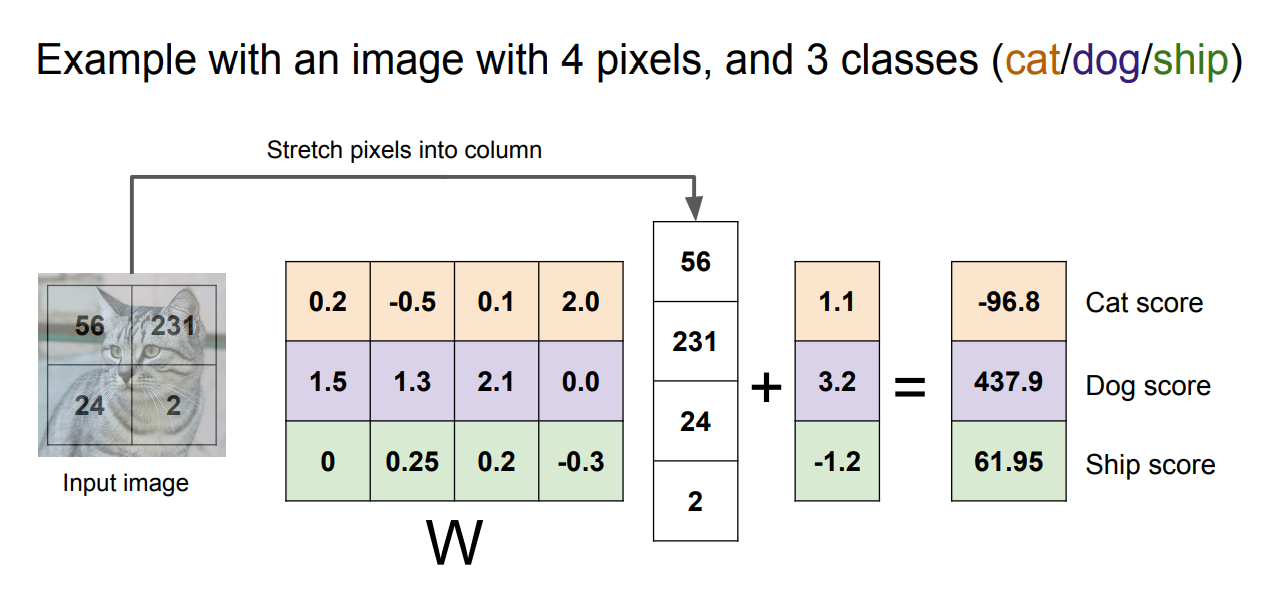 Example with an image with 4 pixels, and 3 classes (cat/dog/ship)
Stretch pixels into column
56 231
24 2
Input image
0.2 -0.5 0.1 2.0
1.5 1.3 2.1 0.0
0 0.25 0.2 -0.3
W
56
231
24
2
+
1.1
3.2
-1.2
=
-96.8 Cat score
437.9 Dog score
61.95 Ship score